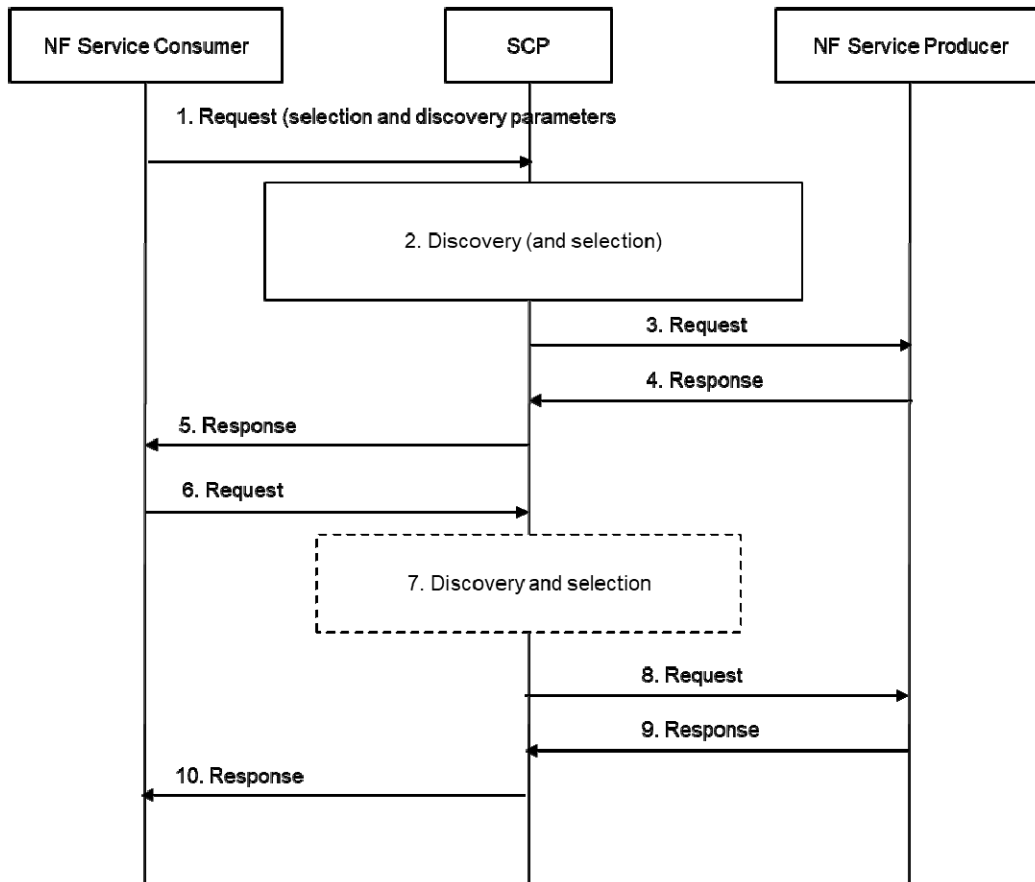 NF Service Consumer
SCP
NF Service Producer
1. Request (selection and discovery parameters
2. Discovery (and selection)
3. Request
4. Response
5. Response
6. Request
7. Discovery and selection
8. Request
9. Response
10. Response